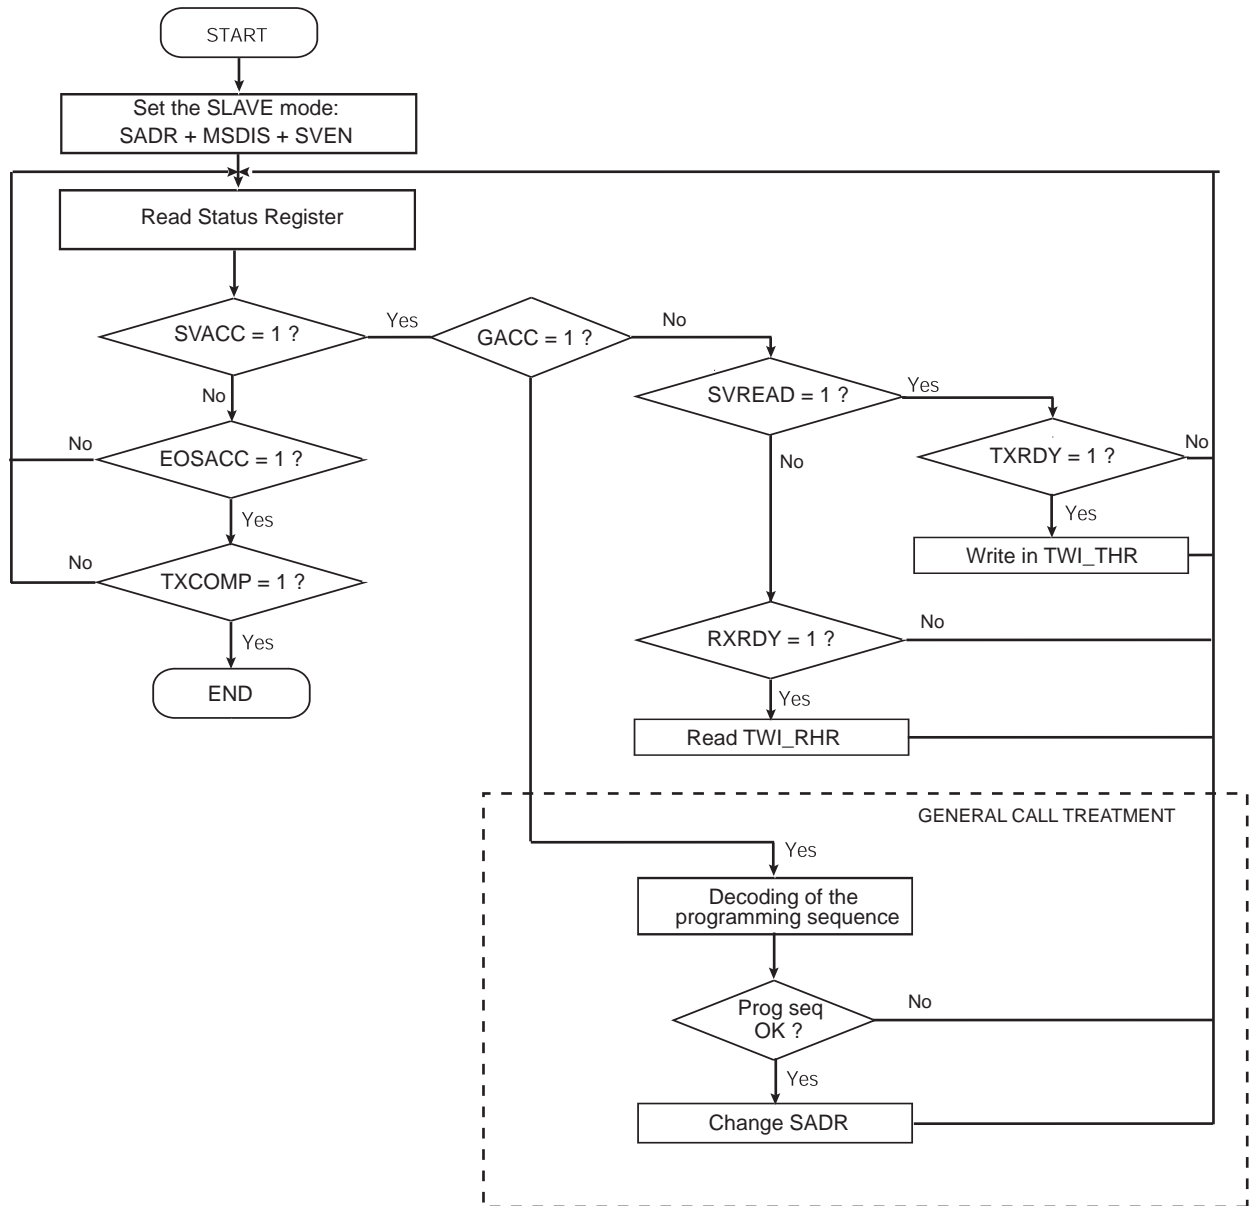 START
Set the SLAVE mode:
SADR + MSDIS + SVEN
Read Status Register
SVACC = 1 ?
Yes
GACC = 1 ?
No
SVREAD = 1 ?
Yes
No
EOSACC = 1 ?
No
No
TXRDY = 1 ?
No
Yes
Yes
Write in TWI_THR
TXCOMP = 1 ?
No
Yes
END
RXRDY = 1 ?
No
Yes
Read TWI_RHR
GENERAL CALL TREATMENT
Yes
Decoding of the
programming sequence
Prog seq
OK ?
No
Yes
Change SADR